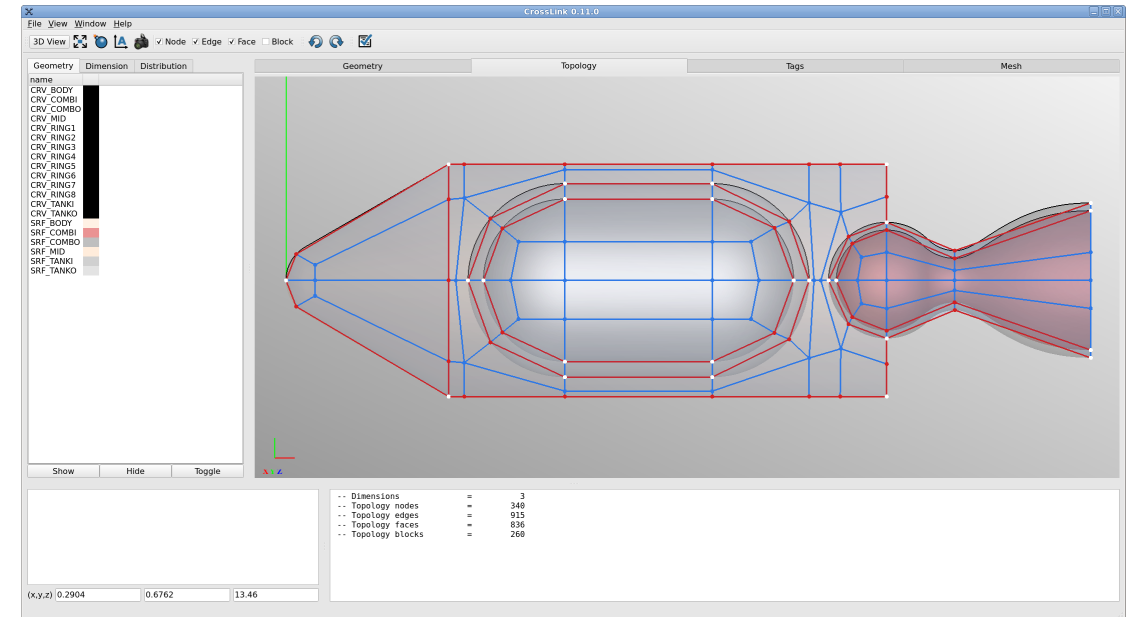 CrossLink 0.11.0
File View Window Help
3D View Node Edge Face Block
Geometry Dimension Distribution
Geometry Topology Tags Mesh
name
CRV_BODY
CRV_COMBI
CRV_COMBO
CRV_MID
CRV_RING1
CRV_RING2
CRV_RING3
CRV_RING4
CRV_RING5
CRV_RING6
CRV_RING7
CRV_RING8
CRV_TANKI
CRV_TANKO
SRF_BODY
SRF_COMBI
SRF_COMBO
SRF_MID
SRF_TANKI
SRF_TANKO
X Z
Show Hide Toggle
-- Dimensions = 3
-- Topology nodes = 340
-- Topology edges = 915
-- Topology faces = 836
-- Topology blocks = 260
(x,y,z) 0.2904 0.6762 13.46